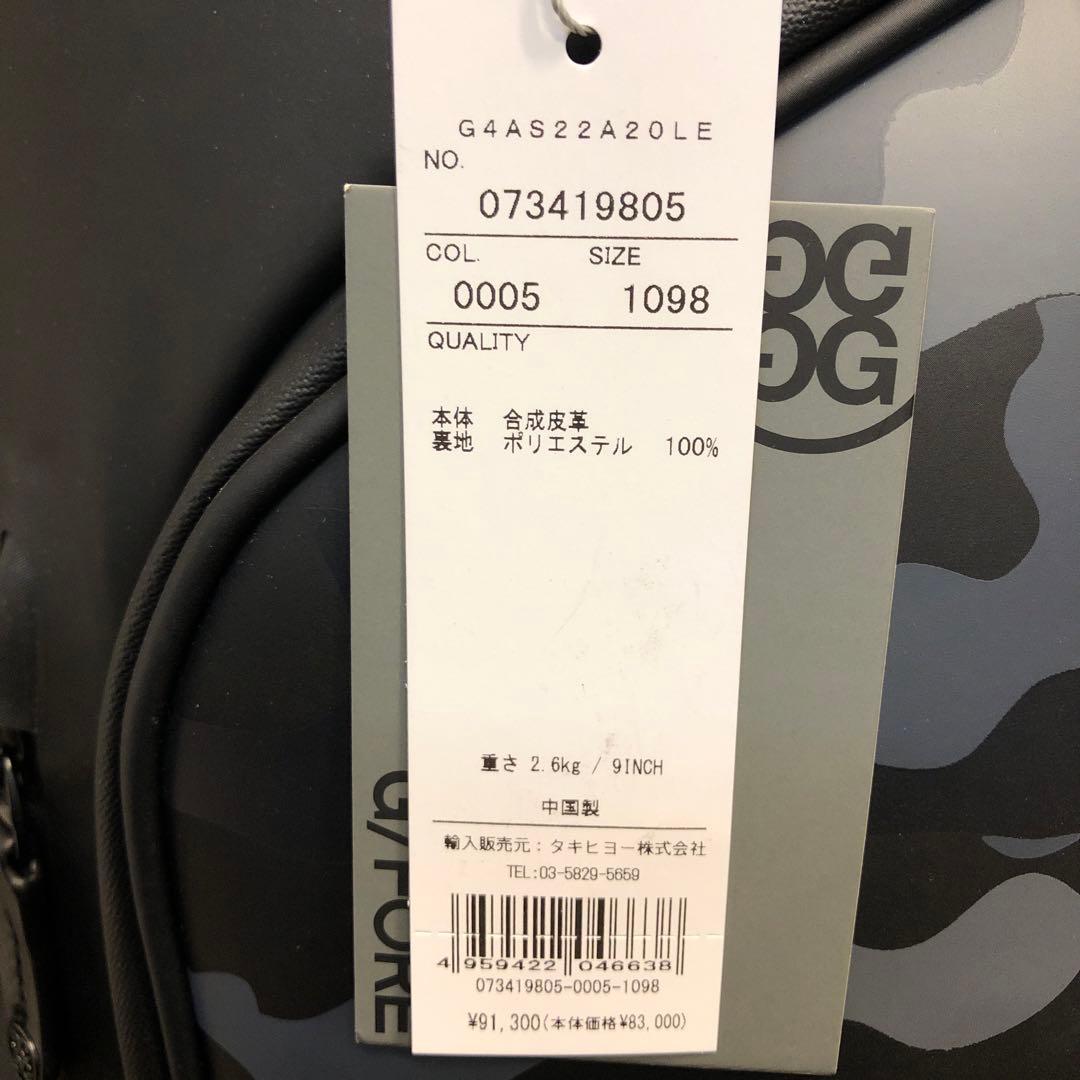 G4AS22A20LE
NO.
073419805
COL. SIZE
0005 1098
QUALITY
本体 合成皮革
裏地 ポリエステル 100%
重さ 2.6kg / 9INCH
中国製
輸入販売元：タキヒヨー株式会社
TEL:03-5829-5659
4 959422 046638
073419805-0005-1098
¥91,300(本体価格¥83,000)
G/FORE